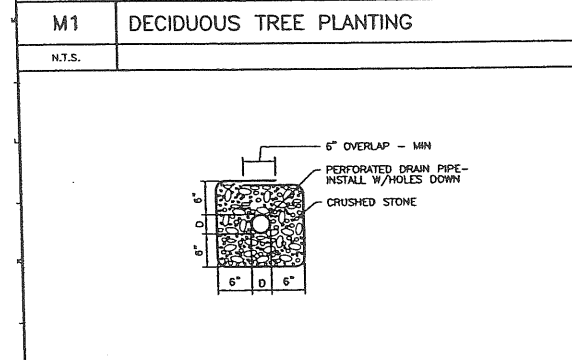 M1
DECIDUOUS TREE PLANTING
N.T.S.
6" OVERLAP - MIN
PERFORATED DRAIN PIPE-
INSTALL W/HOLES DOWN
CRUSHED STONE
6"
D
6"
6"
D
6"